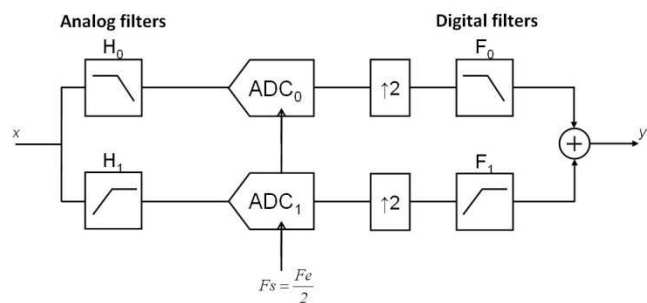 Analog filters Digital filters
H0 F0
ADC0 ↑2
x + y
H1 F1
ADC1 ↑2
Fs = Fe/2